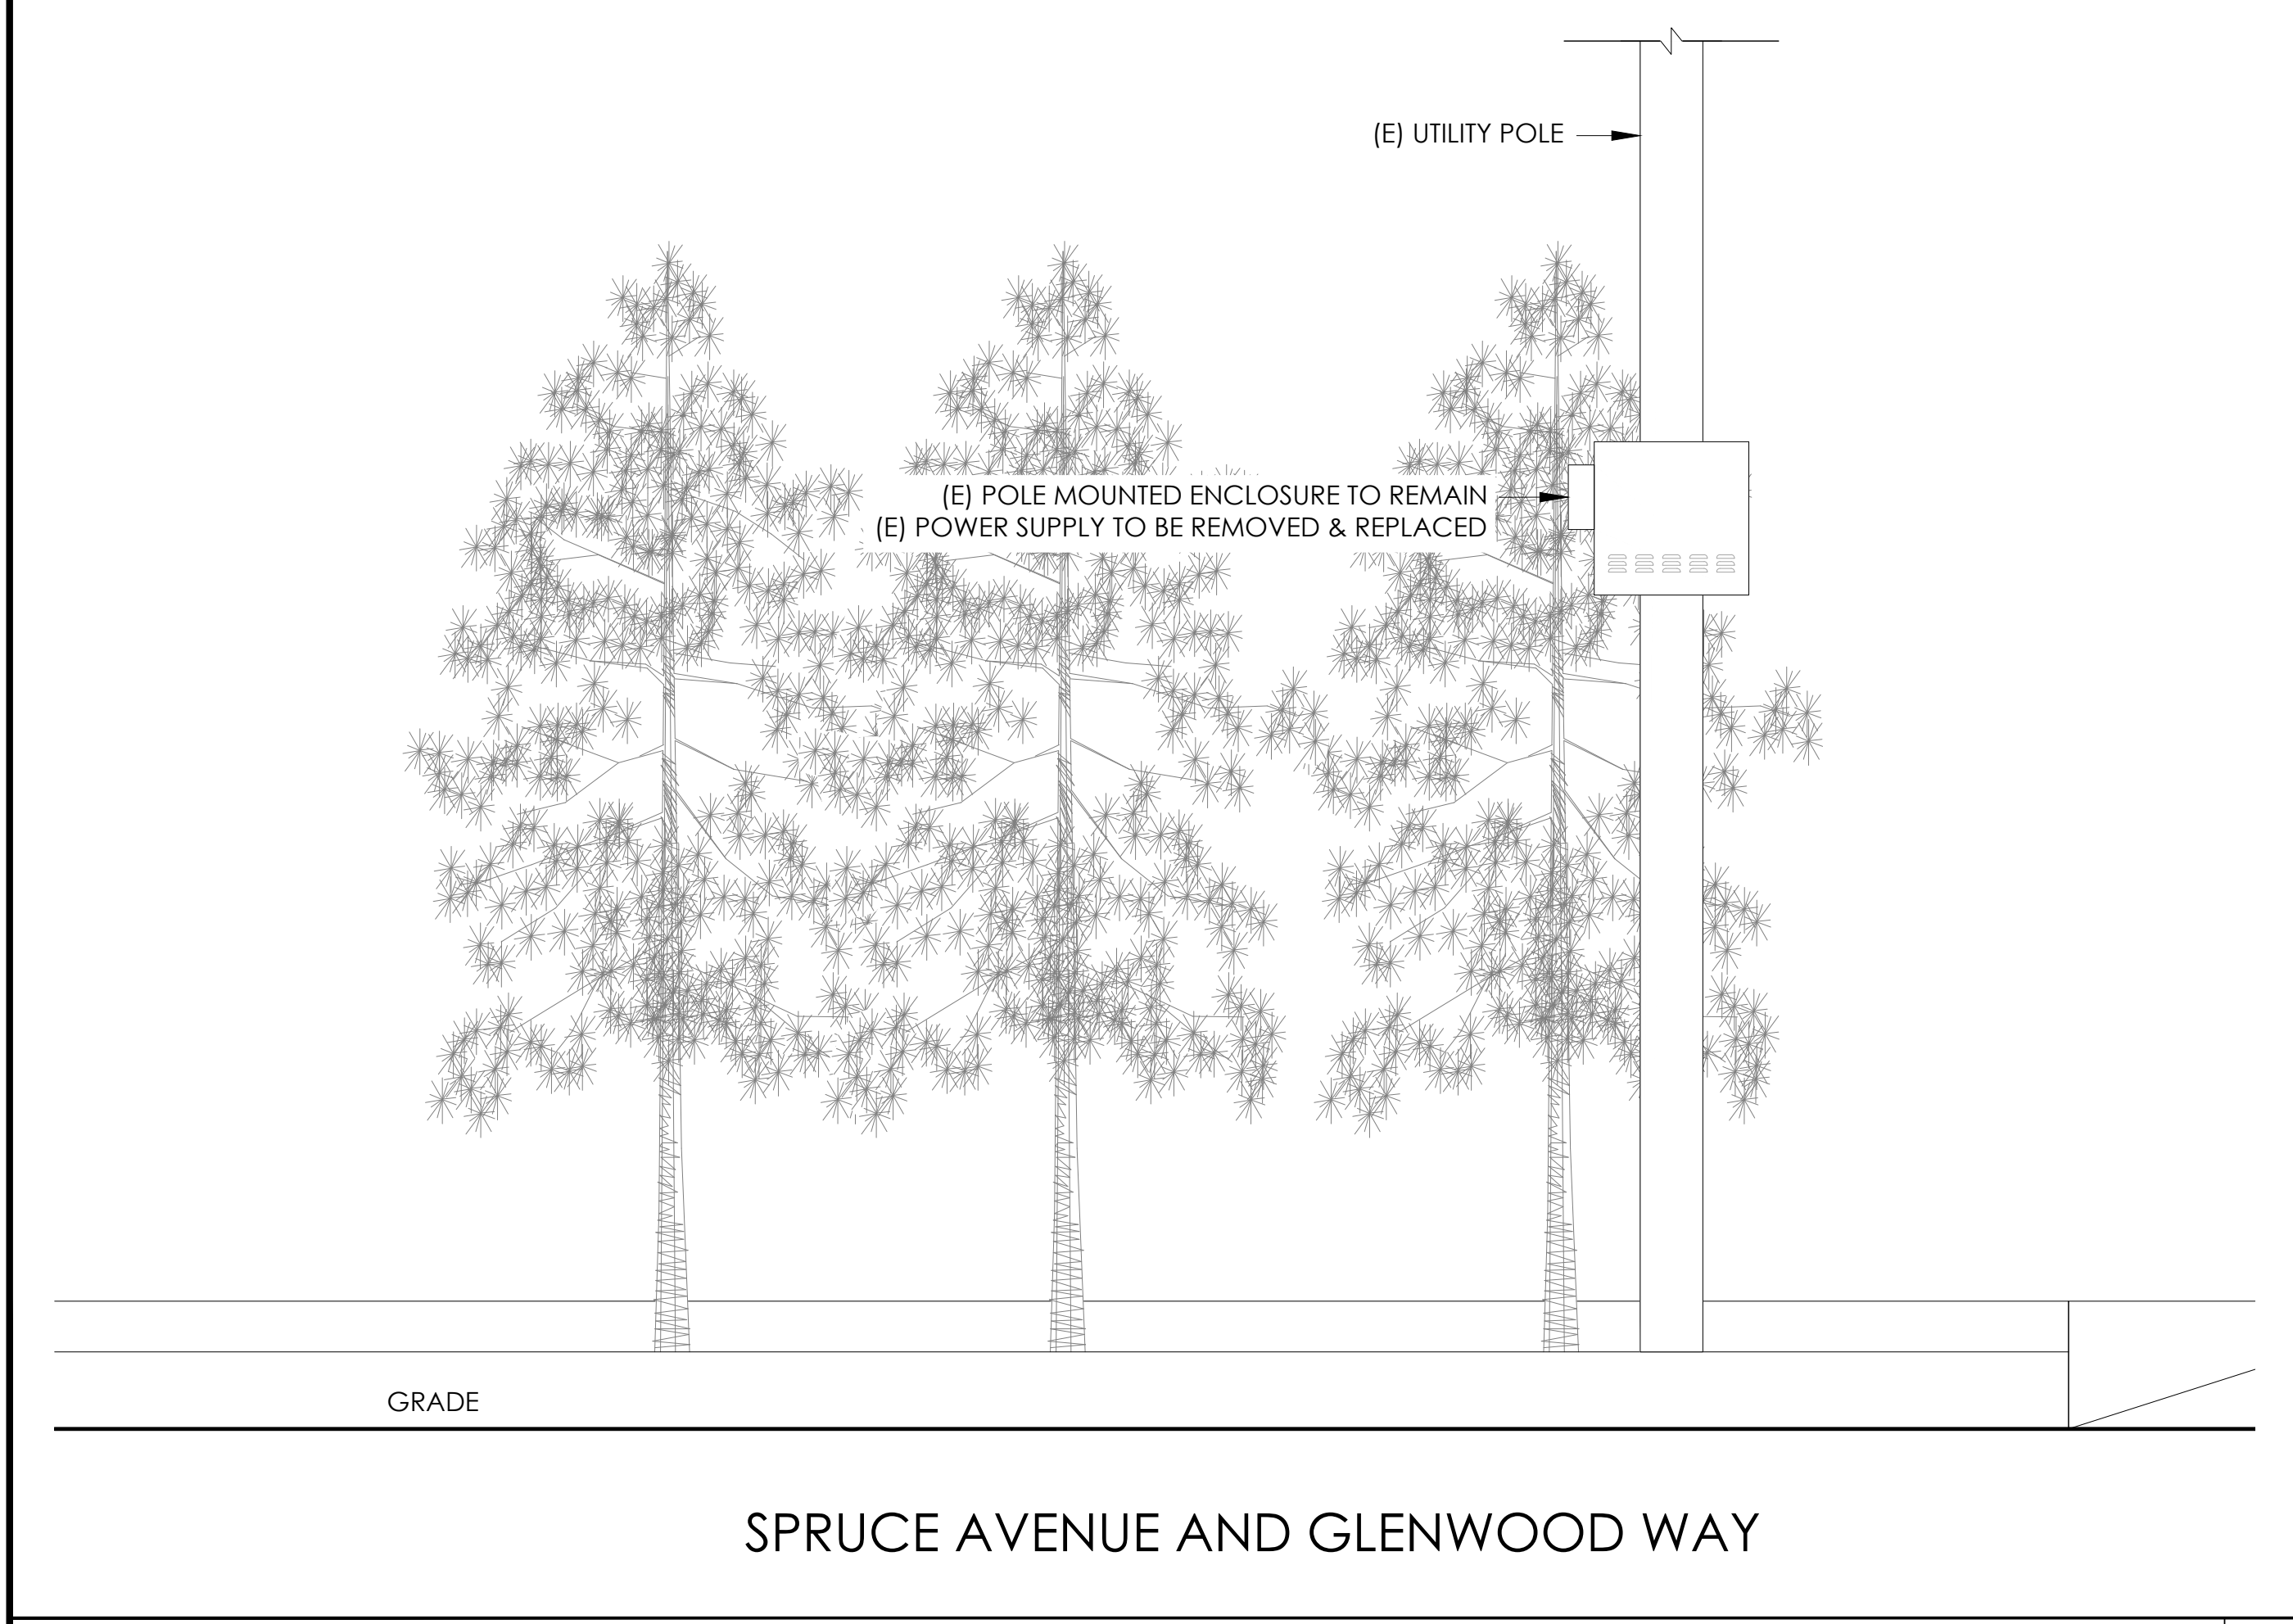 (E) UTILITY POLE
(E) POLE MOUNTED ENCLOSURE TO REMAIN
(E) POWER SUPPLY TO BE REMOVED & REPLACED
GRADE
SPRUCE AVENUE AND GLENWOOD WAY